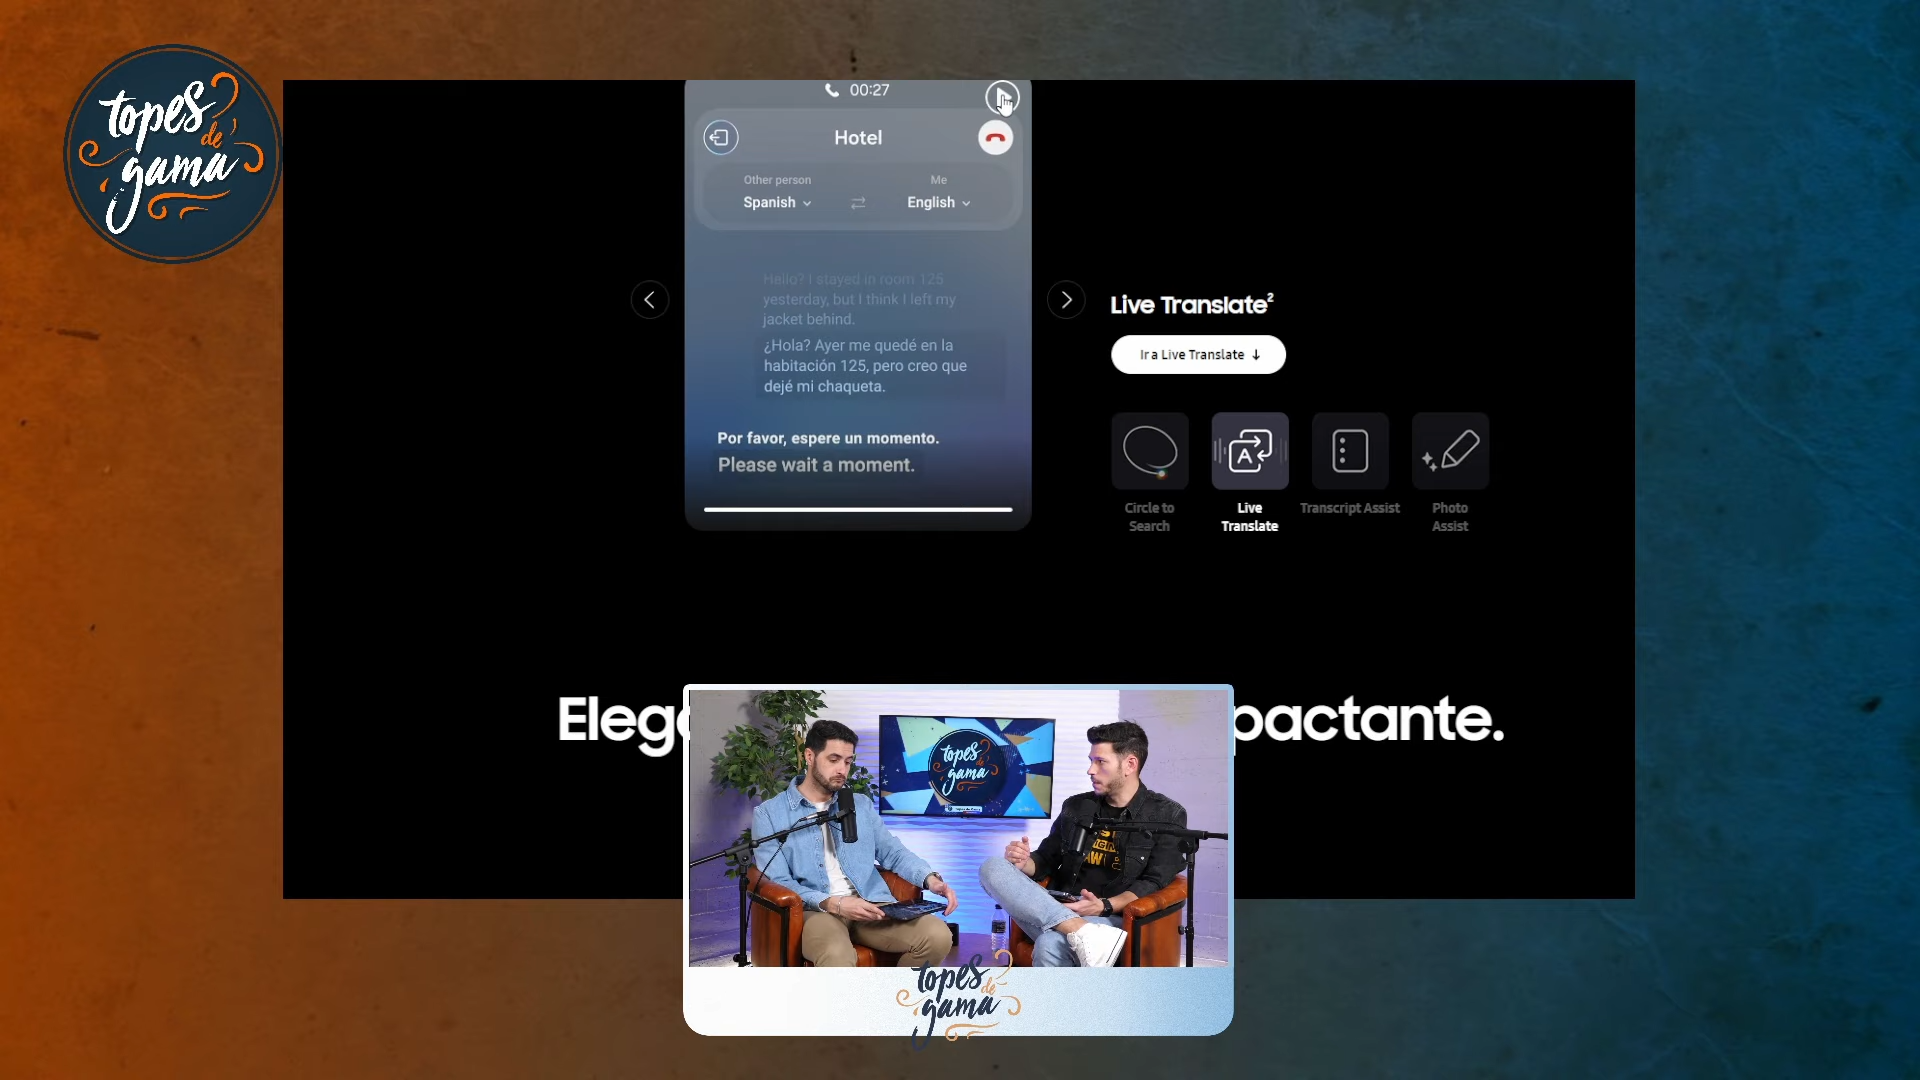 topes
de
gama
00:27
Hotel
Other person
Me
Spanish
English
Hello? I stayed in room 125
yesterday, but I think I left my
jacket behind.
¿Hola? Ayer me quedé en la
habitación 125, pero creo que
dejé mi chaqueta.
Por favor, espere un momento.
Please wait a moment.
Live Translate²
Ir a Live Translate ↓
A
Circle to
Search
Live
Translate
Transcript Assist
Photo
Assist
topes
de
gama
topes
de
gama